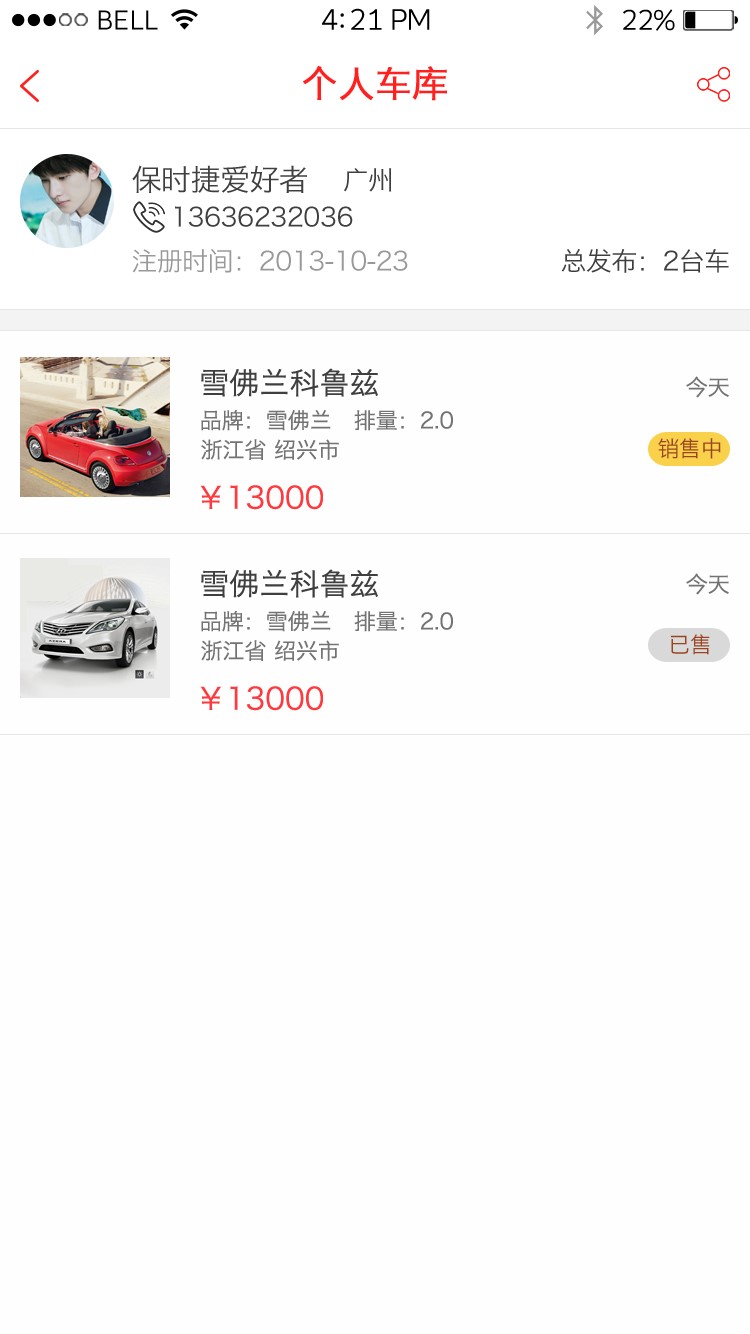 BELL 4:21 PM 22%
个人车库
保时捷爱好者 广州
13636232036
注册时间：2013-10-23 总发布：2台车
雪佛兰科鲁兹 今天
品牌：雪佛兰 排量：2.0
浙江省 绍兴市 销售中
￥13000
雪佛兰科鲁兹 今天
品牌：雪佛兰 排量：2.0
浙江省 绍兴市 已售
￥13000